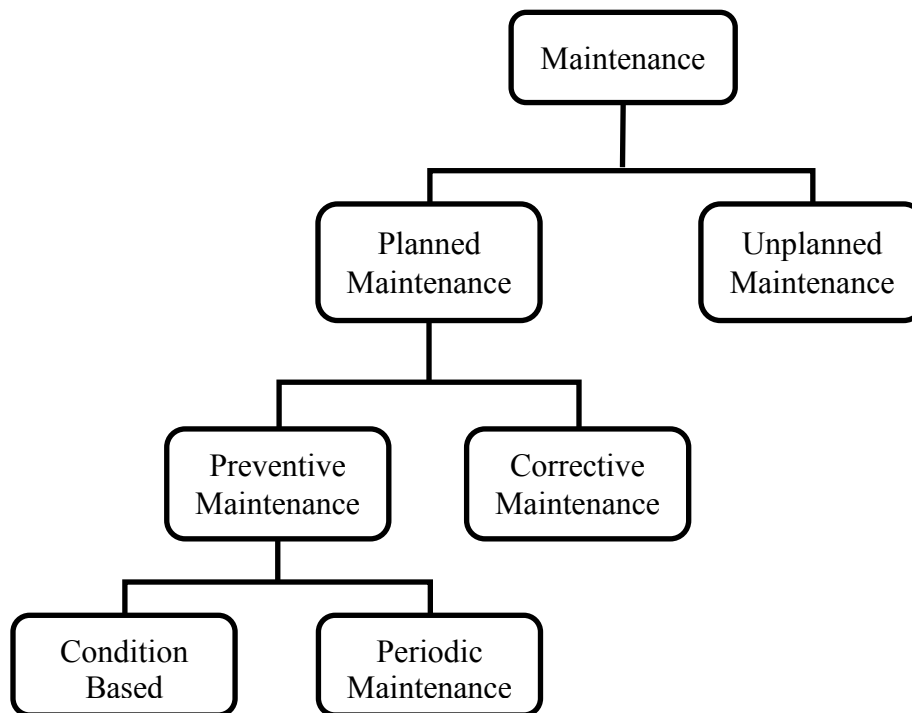 Maintenance
Planned
Maintenance
Unplanned
Maintenance
Preventive
Maintenance
Corrective
Maintenance
Condition
Based
Periodic
Maintenance